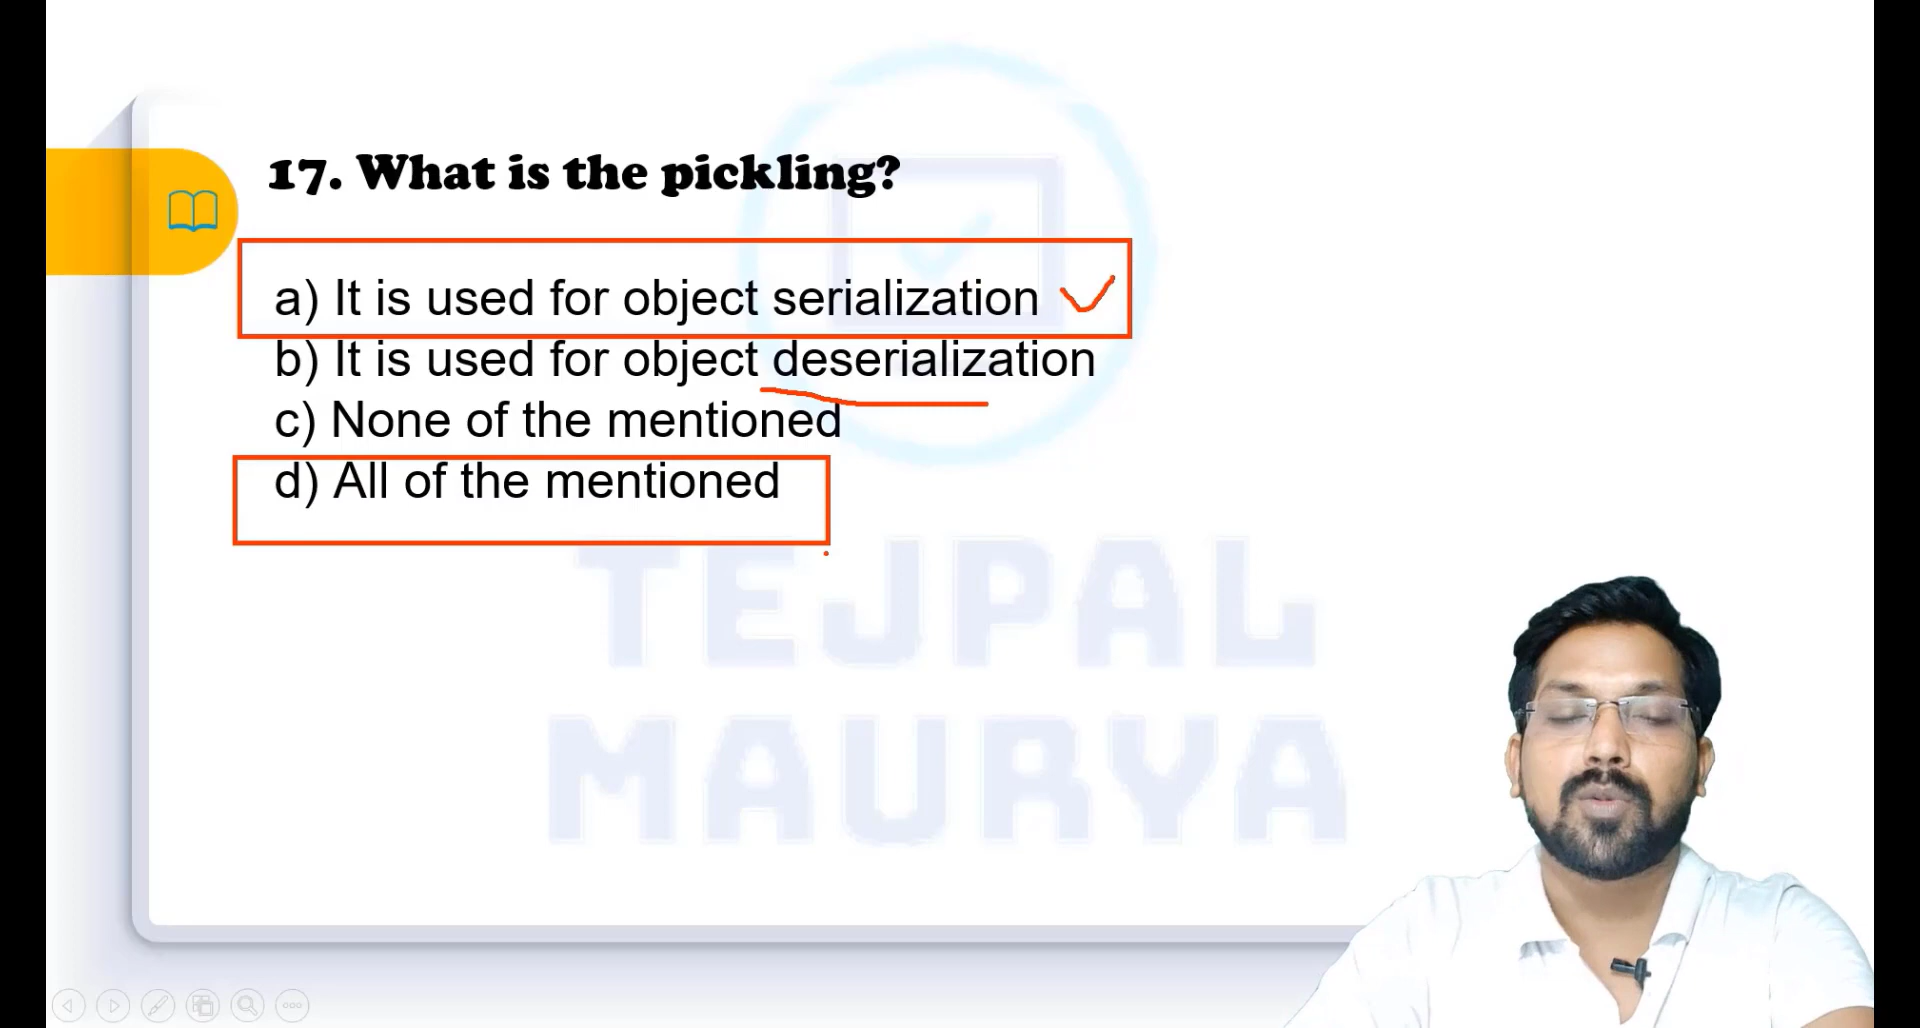 17. What is the pickling?
a) It is used for object serialization
b) It is used for object deserialization
c) None of the mentioned
d) All of the mentioned
TEJPAL
MAURYA